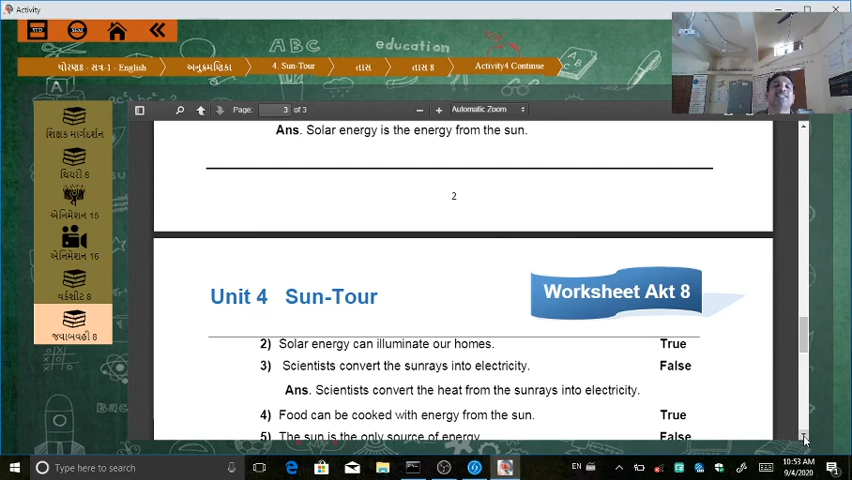 Activity
ABC education
ધોરણ૬ - સત્ર-1 - English અનુક્રમણિકા 4. Sun-Tour તાસ તાસ 8 Activity4 Continue
Page: 3 of 3 Automatic Zoom
શિક્ષક માર્ગદર્શન
થિયરી 8
એનિમેશન 15
એનિમેશન 16
વર્કશીટ 8
જવાબવહી 8
Ans. Solar energy is the energy from the sun.
2
Unit 4 Sun-Tour
Worksheet Akt 8
2) Solar energy can illuminate our homes. True
3) Scientists convert the sunrays into electricity. False
Ans. Scientists convert the heat from the sunrays into electricity.
4) Food can be cooked with energy from the sun. True
5) The sun is the only source of energy. False
Type here to search
EN
10:53 AM
9/4/2020